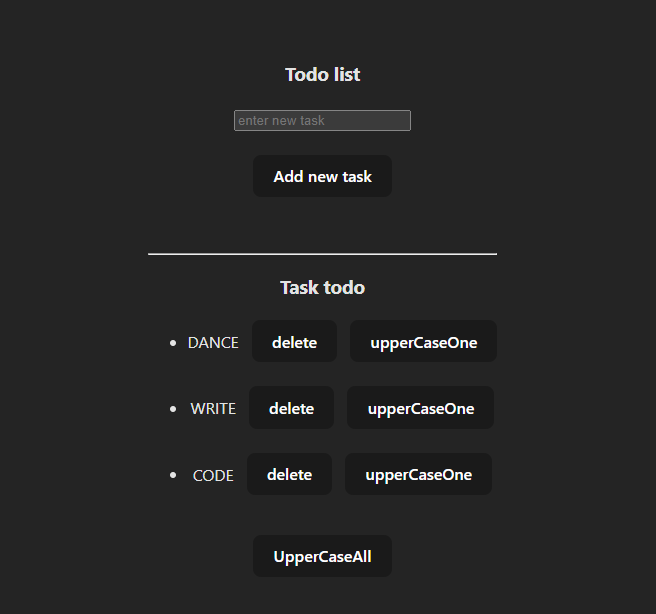 Todo list
enter new task
Add new task
Task todo
DANCE delete upperCaseOne
WRITE delete upperCaseOne
CODE delete upperCaseOne
UpperCaseAll